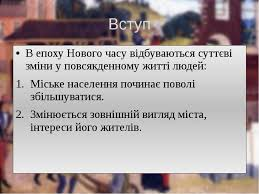 Вступ
• В епоху Нового часу відбуваються суттєві
зміни у повсякденному житті людей:
1. Міське населення починає поволі
збільшуватися.
2. Змінюється зовнішній вигляд міста,
інтереси його жителів.